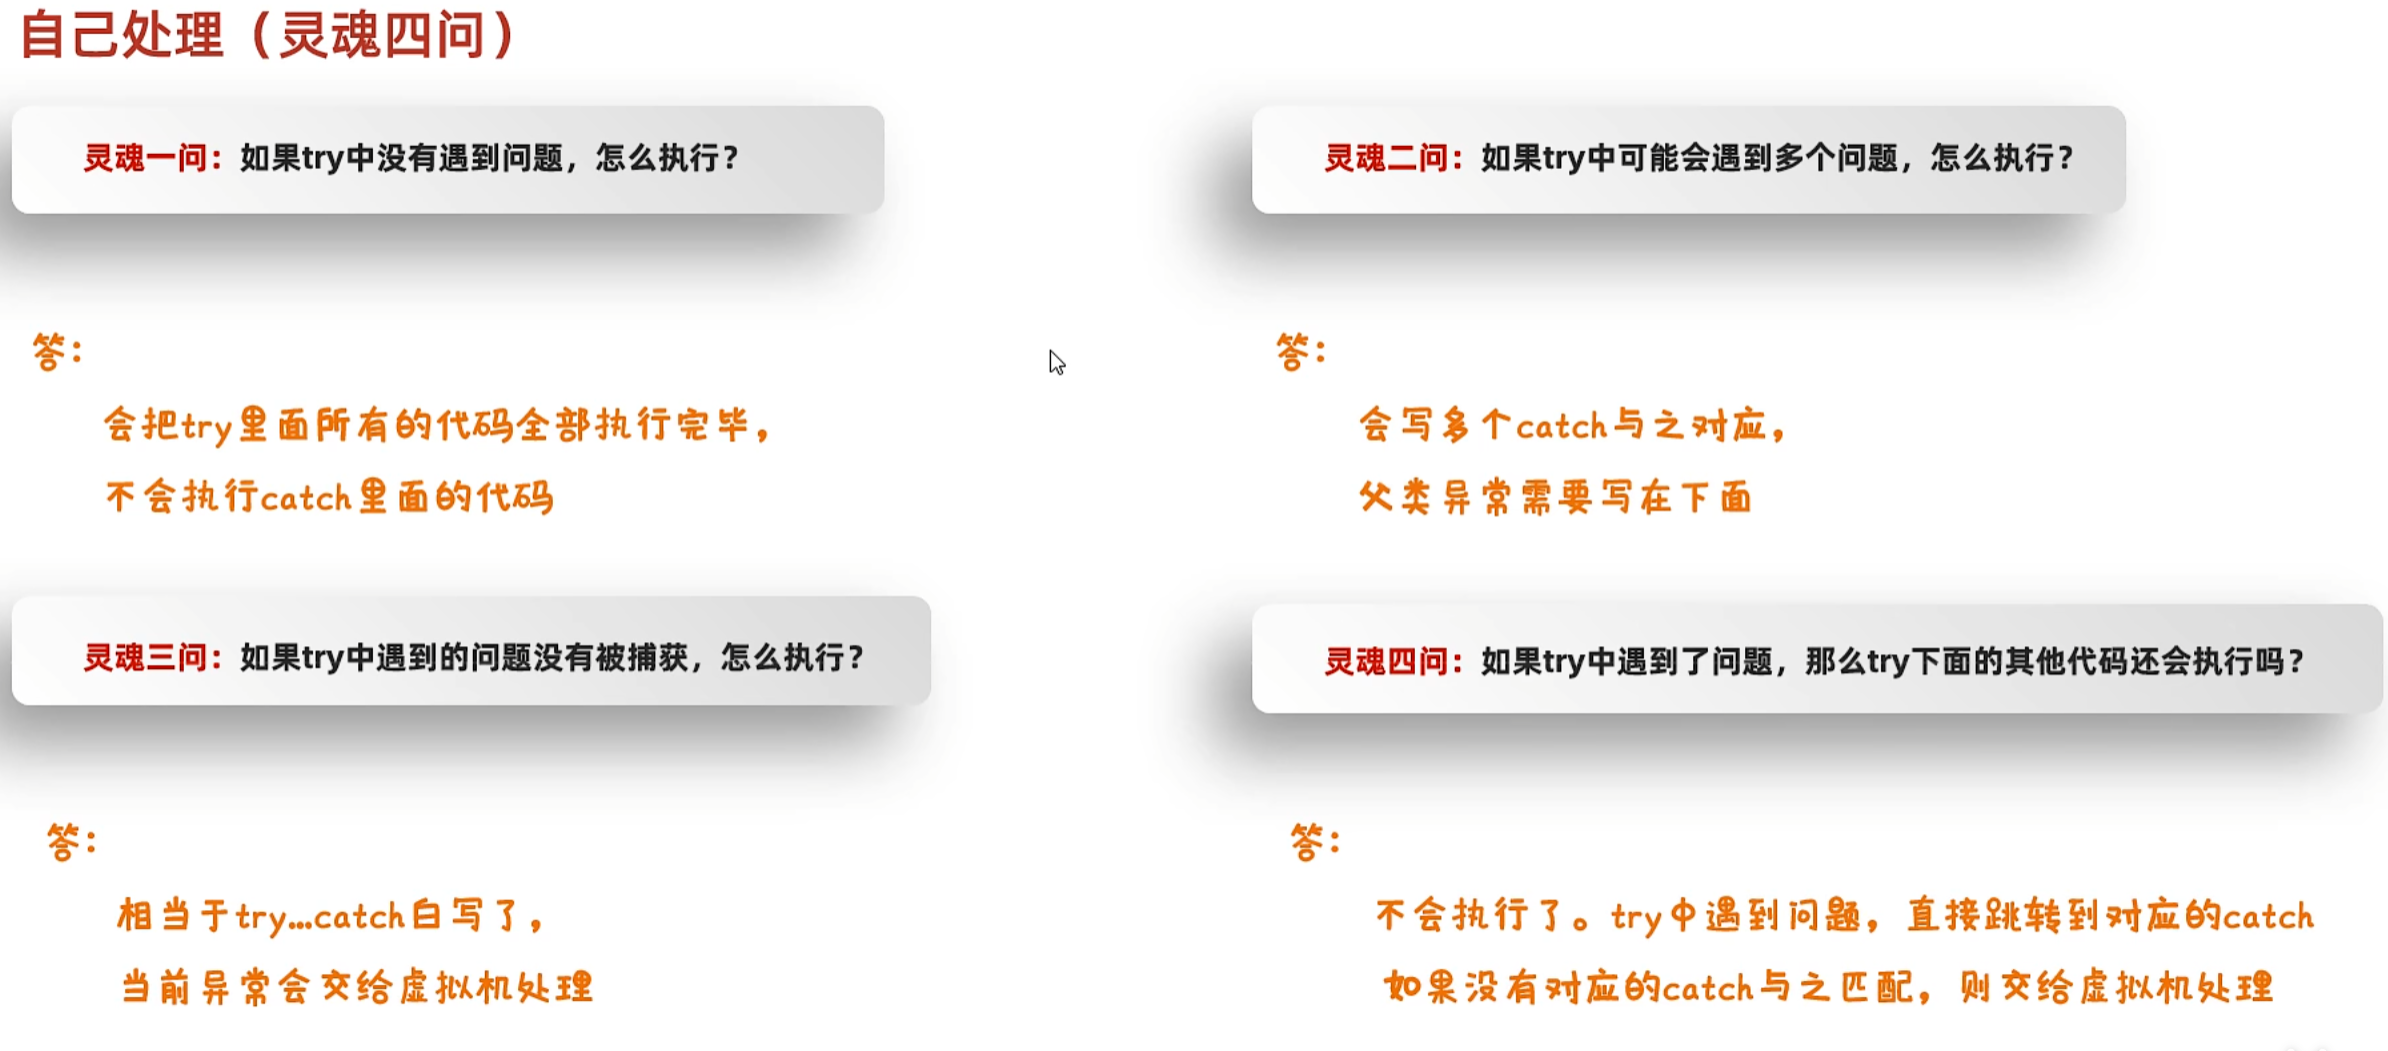 自己处理（灵魂四问）
灵魂一问：如果try中没有遇到问题，怎么执行？
答：
会把try里面所有的代码全部执行完毕，
不会执行catch里面的代码
灵魂二问：如果try中可能会遇到多个问题，怎么执行？
答：
会写多个catch与之对应，
父类异常需要写在下面
灵魂三问：如果try中遇到的问题没有被捕获，怎么执行？
答：
相当于try...catch白写了，
当前异常会交给虚拟机处理
灵魂四问：如果try中遇到了问题，那么try下面的其他代码还会执行吗？
答：
不会执行了。try中遇到问题，直接跳转到对应的catch
如果没有对应的catch与之匹配，则交给虚拟机处理